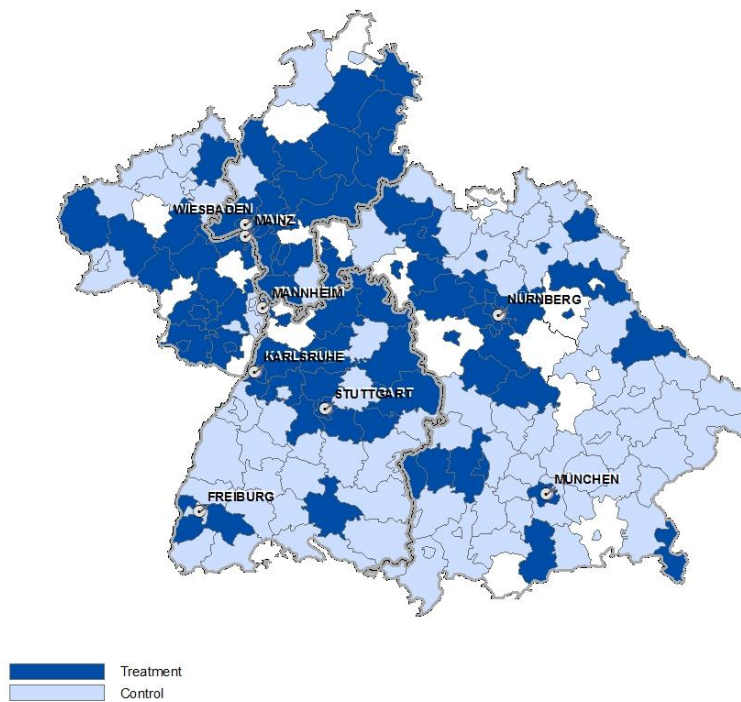 WIESBADEN
MAINZ
MANNHEIM
NÜRNBERG
KARLSRUHE
STUTTGART
MÜNCHEN
FREIBURG
Treatment
Control